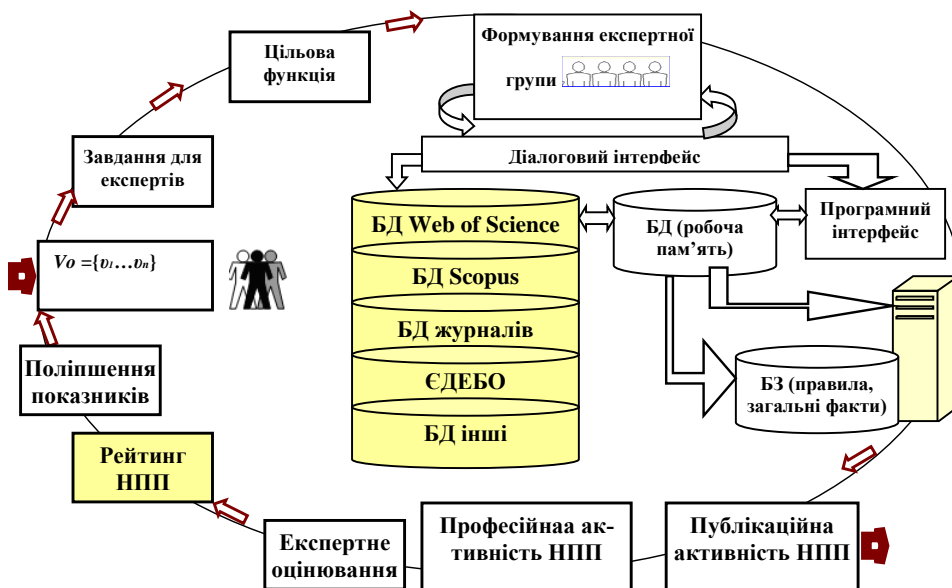 Цільова
функція
Формування експертної
групи
Завдання для
експертів
Діалоговий інтерфейс
БД Web of Science
БД Scopus
БД журналів
ЄДЕБО
БД інші
БД (робоча
пам’ять)
Програмний
інтерфейс
Vo ={υ1…υn}
БЗ (правила,
загальні факти)
Поліпшення
показників
Рейтинг
НПП
Експертне
оцінювання
Професійнаа ак-
тивність НПП
Публікаційна
активність НПП